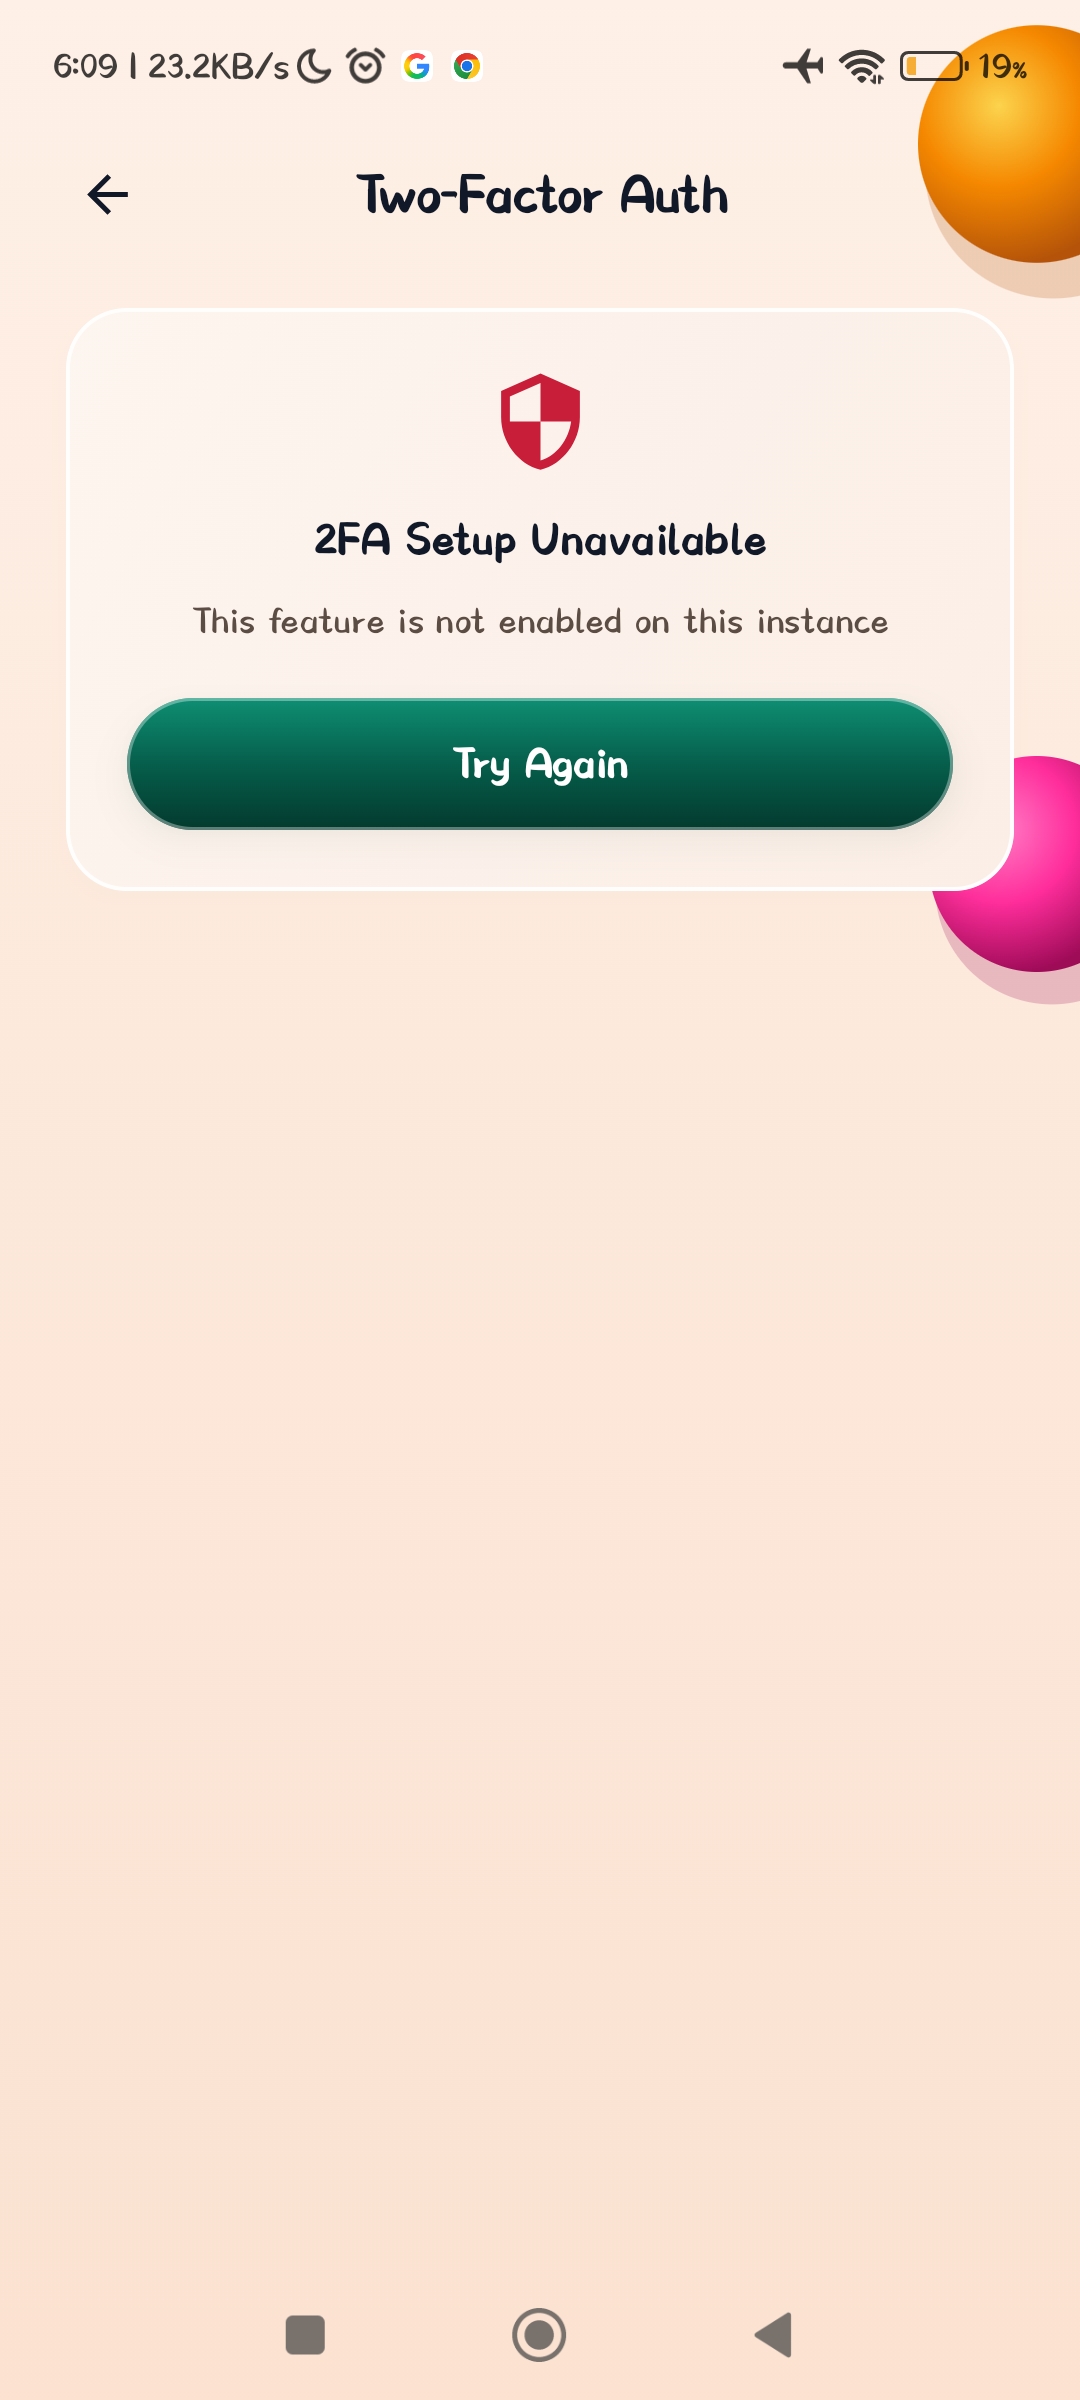 6:09 | 23.2KB/s
19%
Two-Factor Auth
2FA Setup Unavailable
This feature is not enabled on this instance
Try Again